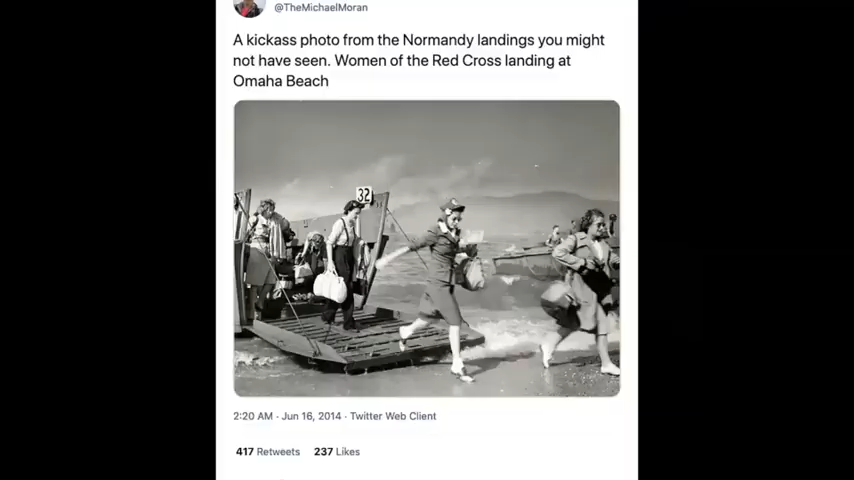 @TheMichaelMoran
A kickass photo from the Normandy landings you might
not have seen. Women of the Red Cross landing at
Omaha Beach
32
2:20 AM · Jun 16, 2014 · Twitter Web Client
417 Retweets 237 Likes